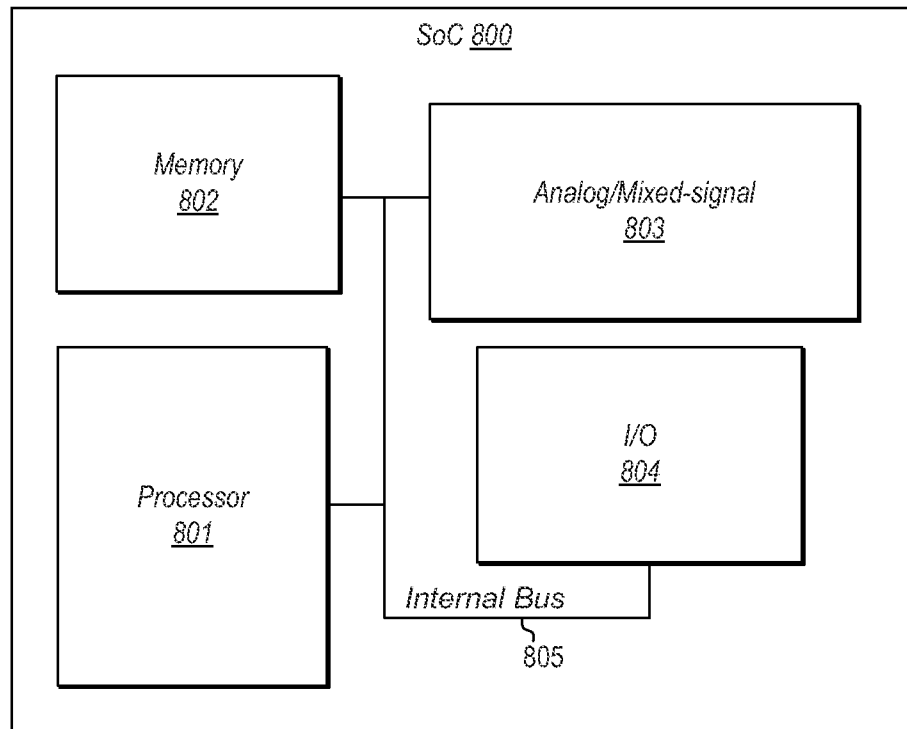 SoC 800
Memory
802
Analog/Mixed-signal
803
Processor
801
I/O
804
Internal Bus
805